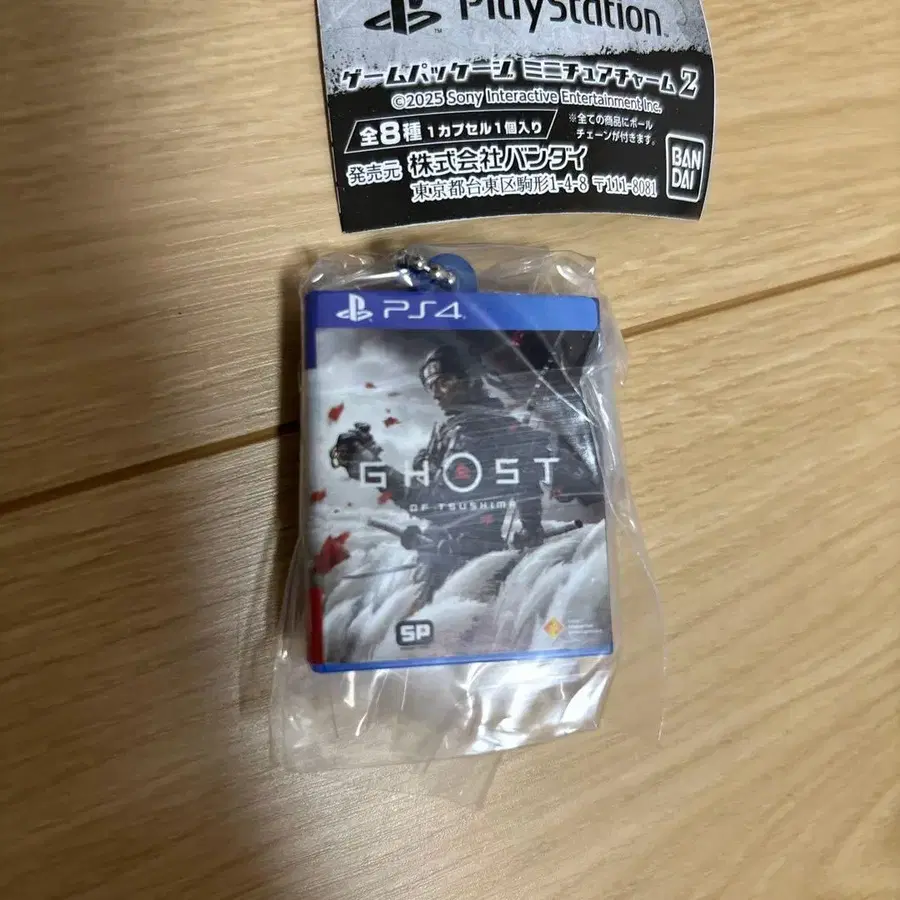 PlayStation
ゲームパッケージ ミニチュアチャーム2
©2025 Sony Interactive Entertainment Inc.
全8種 1カプセル1個入り
※全ての商品にボール
チェーンが付きます。
発売元 株式会社バンダイ
東京都台東区駒形1-4-8 〒111-8081
BAN
DAI
PS4
GHOST
OF TSUSHIMA
SP